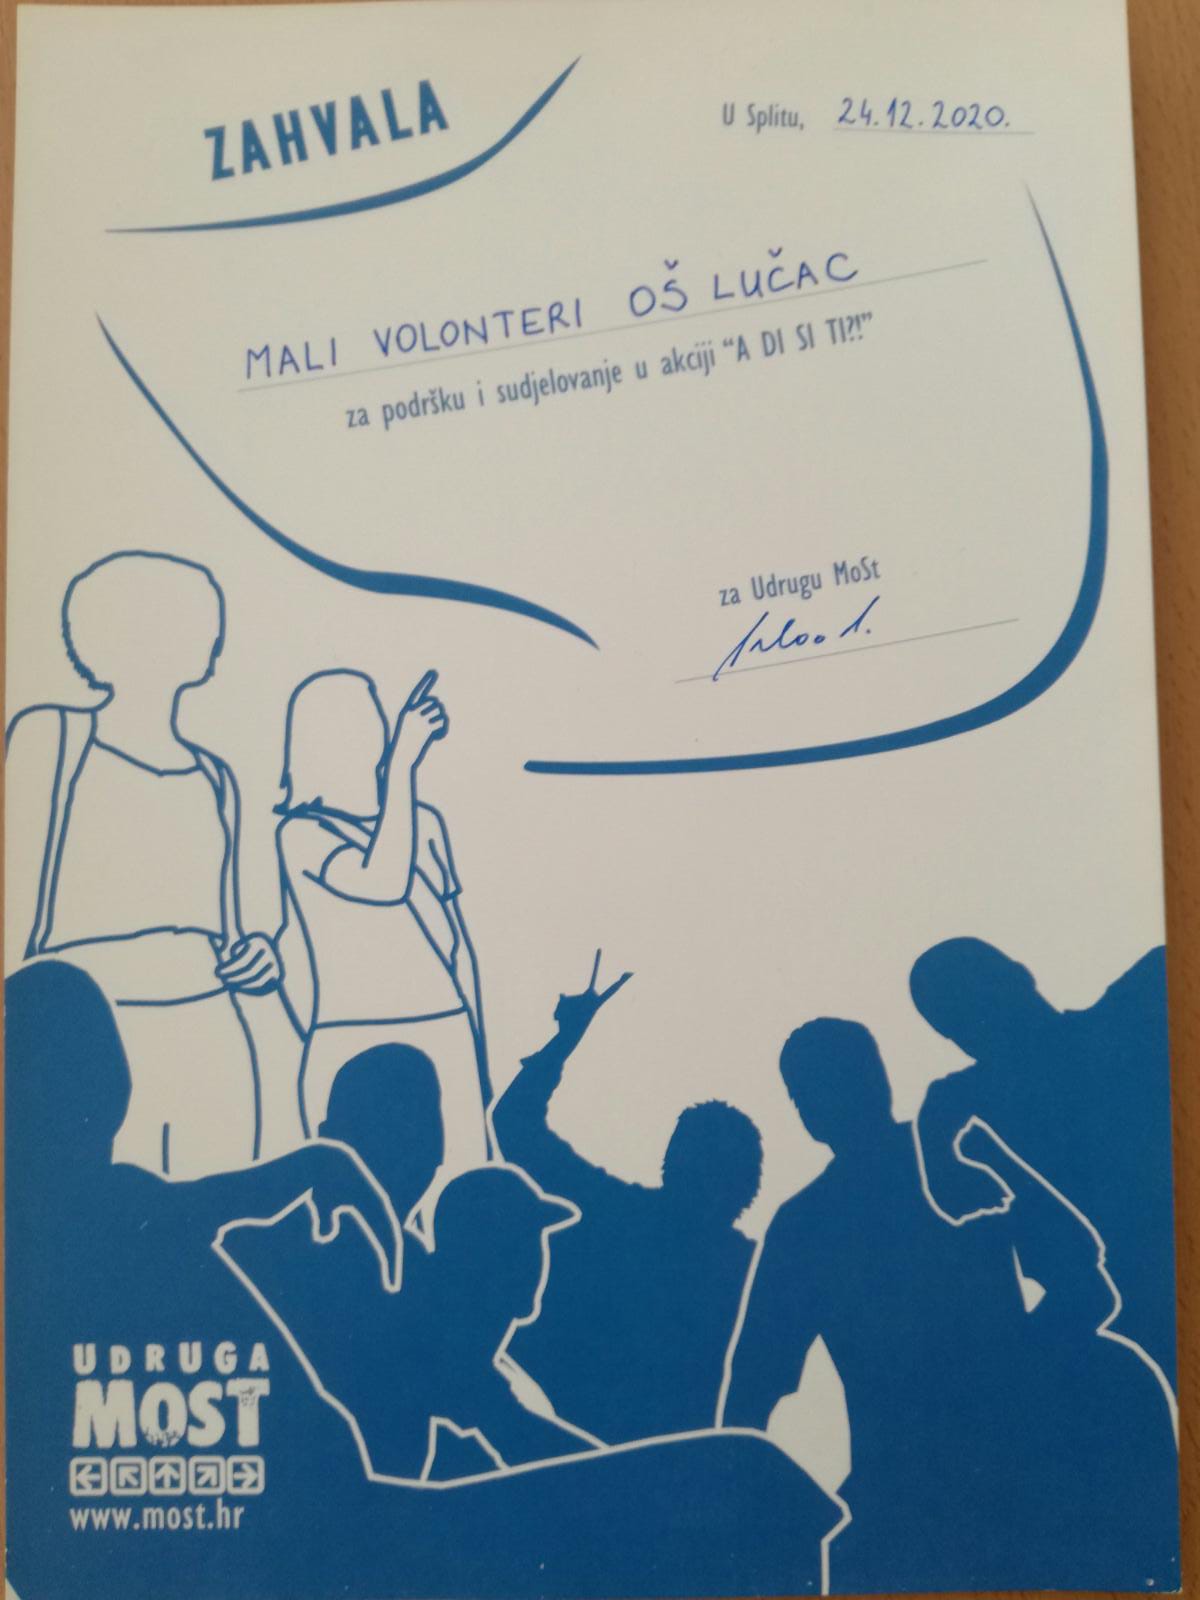 ZAHVALA
U Splitu, 24.12.2020.
MALI VOLONTERI OŠ LUČAC
za podršku i sudjelovanje u akciji “A DI SI TI?!”
za Udrugu MoSt
UDRUGA
MOST
www.most.hr